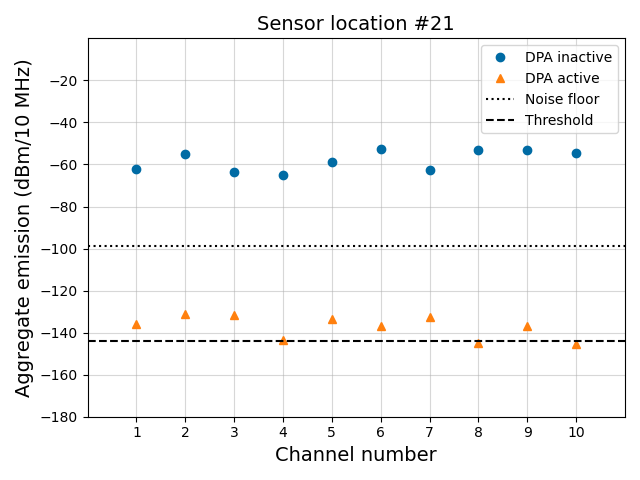 Sensor location #21
DPA inactive
DPA active
Noise floor
Threshold
Aggregate emission (dBm/10 MHz)
−20
−40
−60
−80
−100
−120
−140
−160
−180
1 2 3 4 5 6 7 8 9 10
Channel number